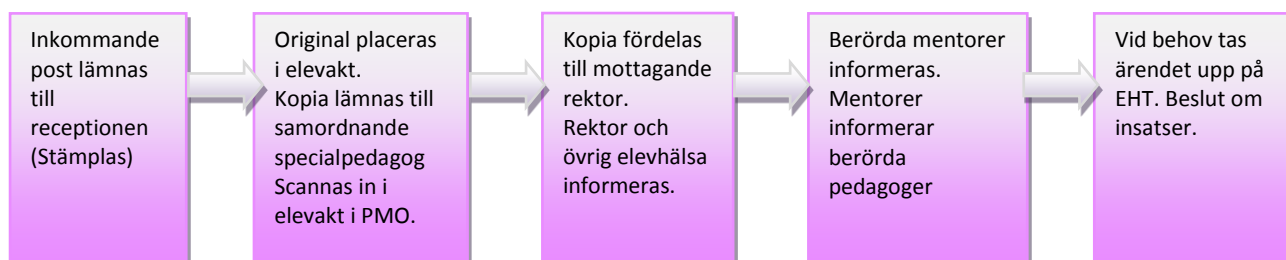 Inkommande
post lämnas
till
receptionen
(Stämplas)
Original placeras
i elevakt.
Kopia lämnas till
samordnande
specialpedagog
Scannas in i
elevakt i PMO.
Kopia fördelas
till mottagande
rektor.
Rektor och
övrig elevhälsa
informeras.
Berörda mentorer
informeras.
Mentorer
informerar
berörda
pedagoger
Vid behov tas
ärendet upp på
EHT. Beslut om
insatser.